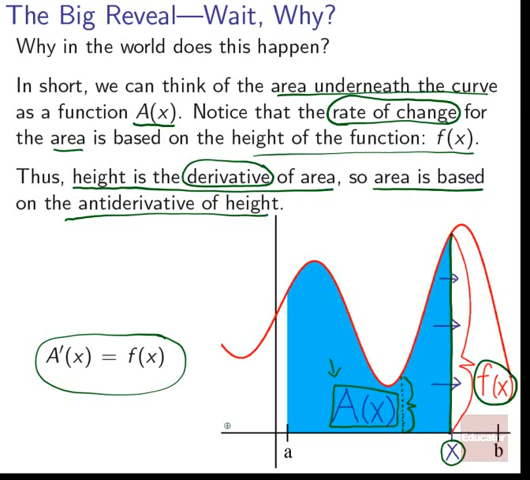 The Big Reveal—Wait, Why?
Why in the world does this happen?
In short, we can think of the area underneath the curve
as a function A(x). Notice that the rate of change for
the area is based on the height of the function: f(x).
Thus, height is the derivative of area, so area is based
on the antiderivative of height.
A′(x) = f(x)
A(x)
f(x)
Educator
a
x
b